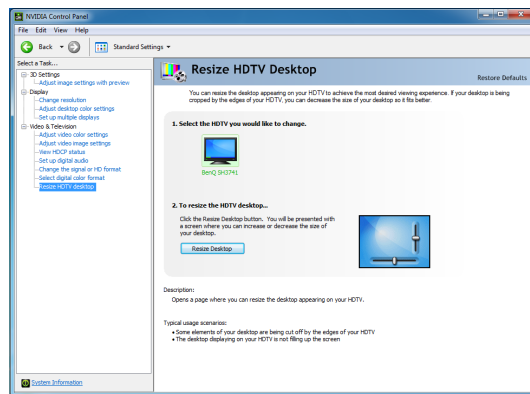 NVIDIA Control Panel
File Edit View Help
Back Standard Settings
Select a Task...
3D Settings
Adjust image settings with preview
Display
Change resolution
Adjust desktop color settings
Set up multiple displays
Video & Television
Adjust video color settings
Adjust video image settings
View HDCP status
Set up digital audio
Change the signal or HD format
Select digital color format
Resize HDTV desktop
System Information
Resize HDTV Desktop
Restore Defaults
You can resize the desktop appearing on your HDTV to achieve the most desired viewing experience. If your desktop is being
cropped by the edges of your HDTV, you can decrease the size of your desktop so it fits better.
1. Select the HDTV you would like to change.
BenQ SH3741
2. To resize the HDTV desktop...
Click the Resize Desktop button. You will be presented with
a screen where you can increase or decrease the size of
your desktop.
Resize Desktop
Description:
Opens a page where you can resize the desktop appearing on your HDTV.
Typical usage scenarios:
• Some elements of your desktop are being cut off by the edges of your HDTV
• The desktop displaying on your HDTV is not filling up the screen